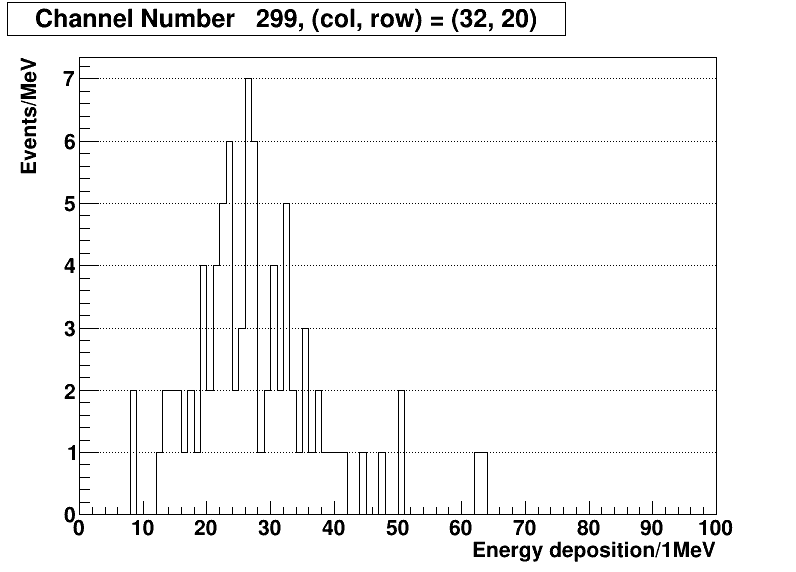 Channel Number 299, (col, row) = (32, 20)
Events/MeV
7
6
5
4
3
2
1
0
0 10 20 30 40 50 60 70 80 90 100
Energy deposition/1MeV